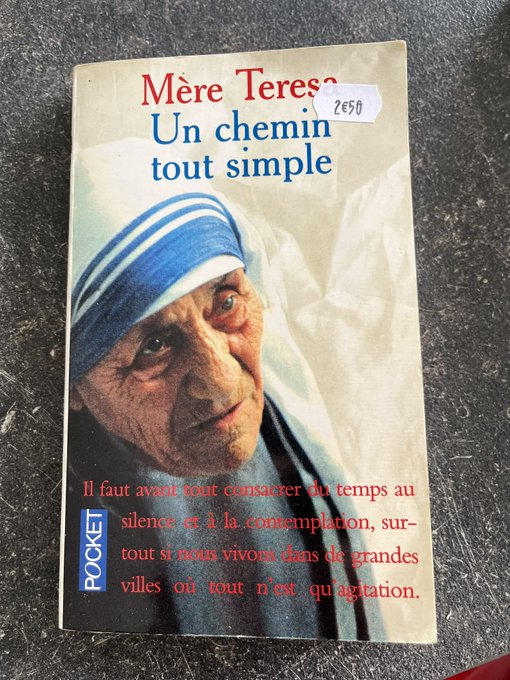 Mère Teresa
2€50
Un chemin
tout simple
Il faut avant tout consacrer du temps au
silence et à la contemplation, sur-
tout si nous vivons dans de grandes
villes où tout n'est qu'agitation.
POCKET